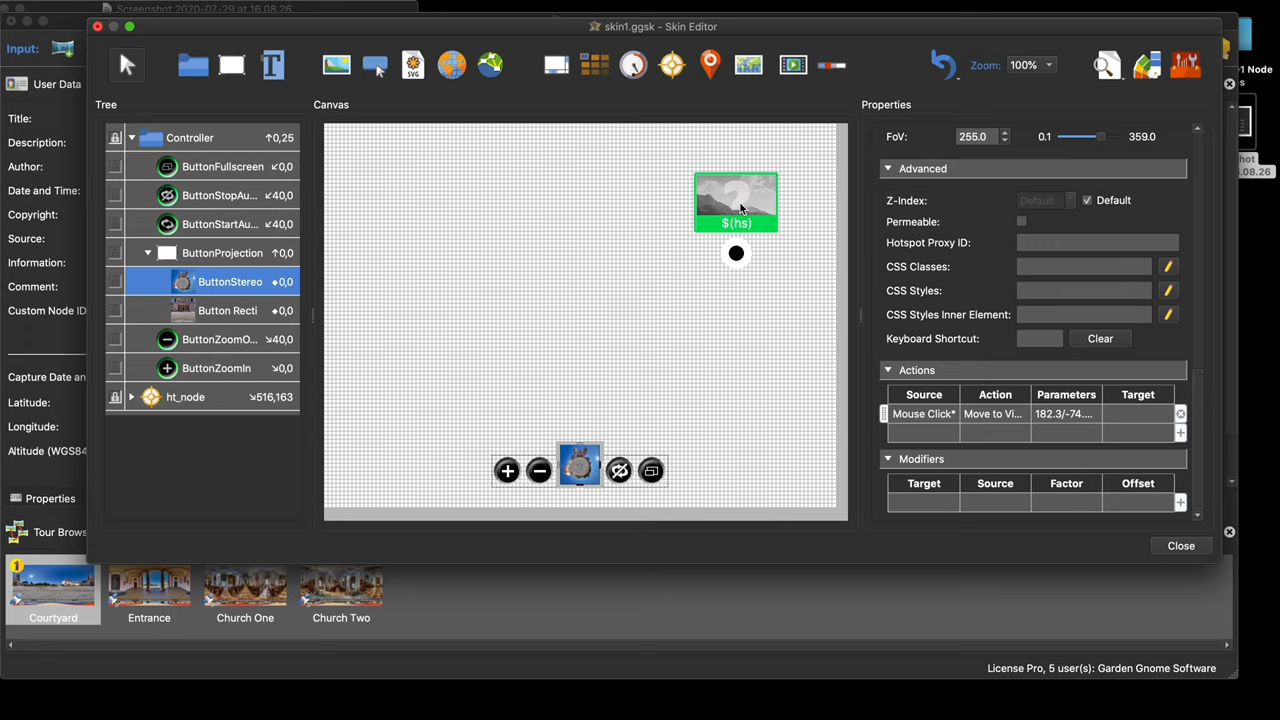 Screenshot 2020-07-29 at 16.08.26
skin1.ggsk - Skin Editor
Input:
Zoom: 100%
User Data
Tree
Canvas
Properties
Title:
Description:
Author:
Date and Time:
Copyright:
Source:
Information:
Comment:
Custom Node ID
Capture Date an
Latitude:
Longitude:
Altitude (WGS84
Properties
Tour Brows
Controller ↑0,25
ButtonFullscreen ↙0,0
ButtonStopAu... ↙40,0
ButtonStartAu... ↙40,0
ButtonProjection ↑0,0
ButtonStereo ◆0,0
Button Recti ◆0,0
ButtonZoomO... ↘40,0
ButtonZoomIn ↘0,0
ht_node ↘516,163
$(hs)
FoV: 255.0 0.1 359.0
Advanced
Z-Index: Default Default
Permeable:
Hotspot Proxy ID:
CSS Classes:
CSS Styles:
CSS Styles Inner Element:
Keyboard Shortcut: Clear
Actions
Source Action Parameters Target
Mouse Click* Move to Vi... 182.3/-74....
Modifiers
Target Source Factor Offset
Close
1 Node
hot
.08.26
1
Courtyard
Entrance
Church One
Church Two
License Pro, 5 user(s): Garden Gnome Software